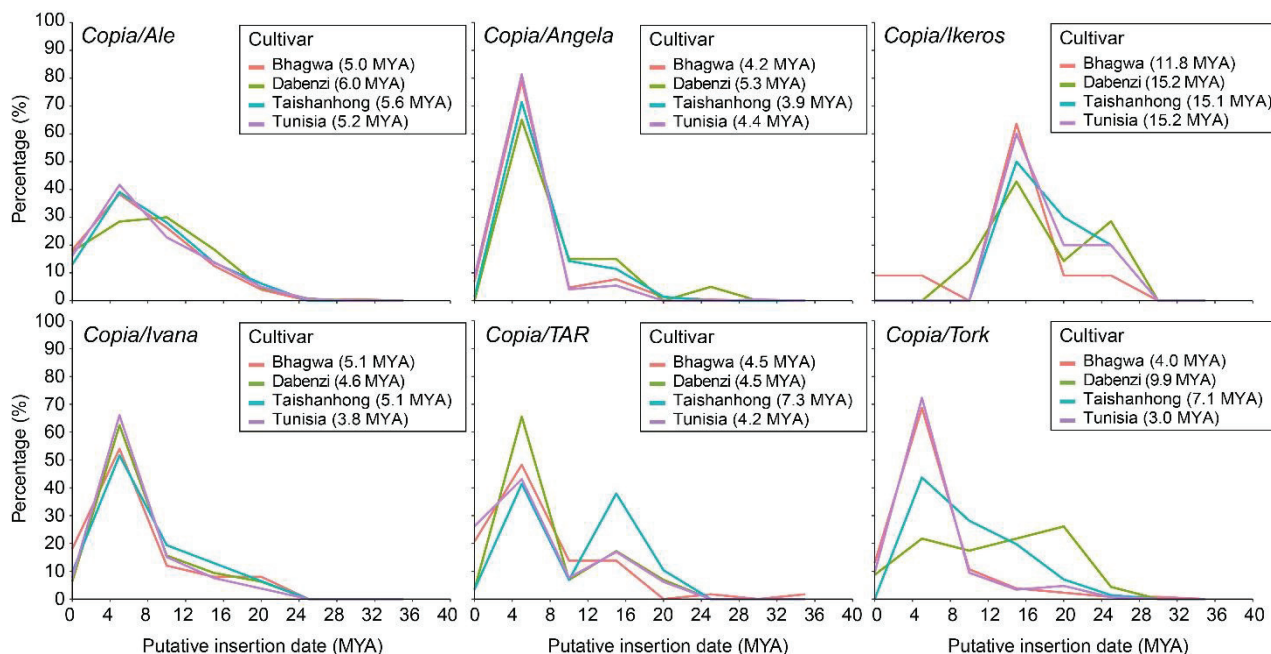 Copia/Ale
Cultivar
Bhagwa (5.0 MYA)
Dabenzi (6.0 MYA)
Taishanhong (5.6 MYA)
Tunisia (5.2 MYA)
Copia/Angela
Cultivar
Bhagwa (4.2 MYA)
Dabenzi (5.3 MYA)
Taishanhong (3.9 MYA)
Tunisia (4.4 MYA)
Copia/Ikeros
Cultivar
Bhagwa (11.8 MYA)
Dabenzi (15.2 MYA)
Taishanhong (15.1 MYA)
Tunisia (15.2 MYA)
Percentage (%)
100
90
80
70
60
50
40
30
20
10
0
Copia/Ivana
Cultivar
Bhagwa (5.1 MYA)
Dabenzi (4.6 MYA)
Taishanhong (5.1 MYA)
Tunisia (3.8 MYA)
Copia/TAR
Cultivar
Bhagwa (4.5 MYA)
Dabenzi (4.5 MYA)
Taishanhong (7.3 MYA)
Tunisia (4.2 MYA)
Copia/Tork
Cultivar
Bhagwa (4.0 MYA)
Dabenzi (9.9 MYA)
Taishanhong (7.1 MYA)
Tunisia (3.0 MYA)
Percentage (%)
100
90
80
70
60
50
40
30
20
10
0
0 4 8 12 16 20 24 28 32 36 40
0 4 8 12 16 20 24 28 32 36
0 4 8 12 16 20 24 28 32 36 40
Putative insertion date (MYA)
Putative insertion date (MYA)
Putative insertion date (MYA)